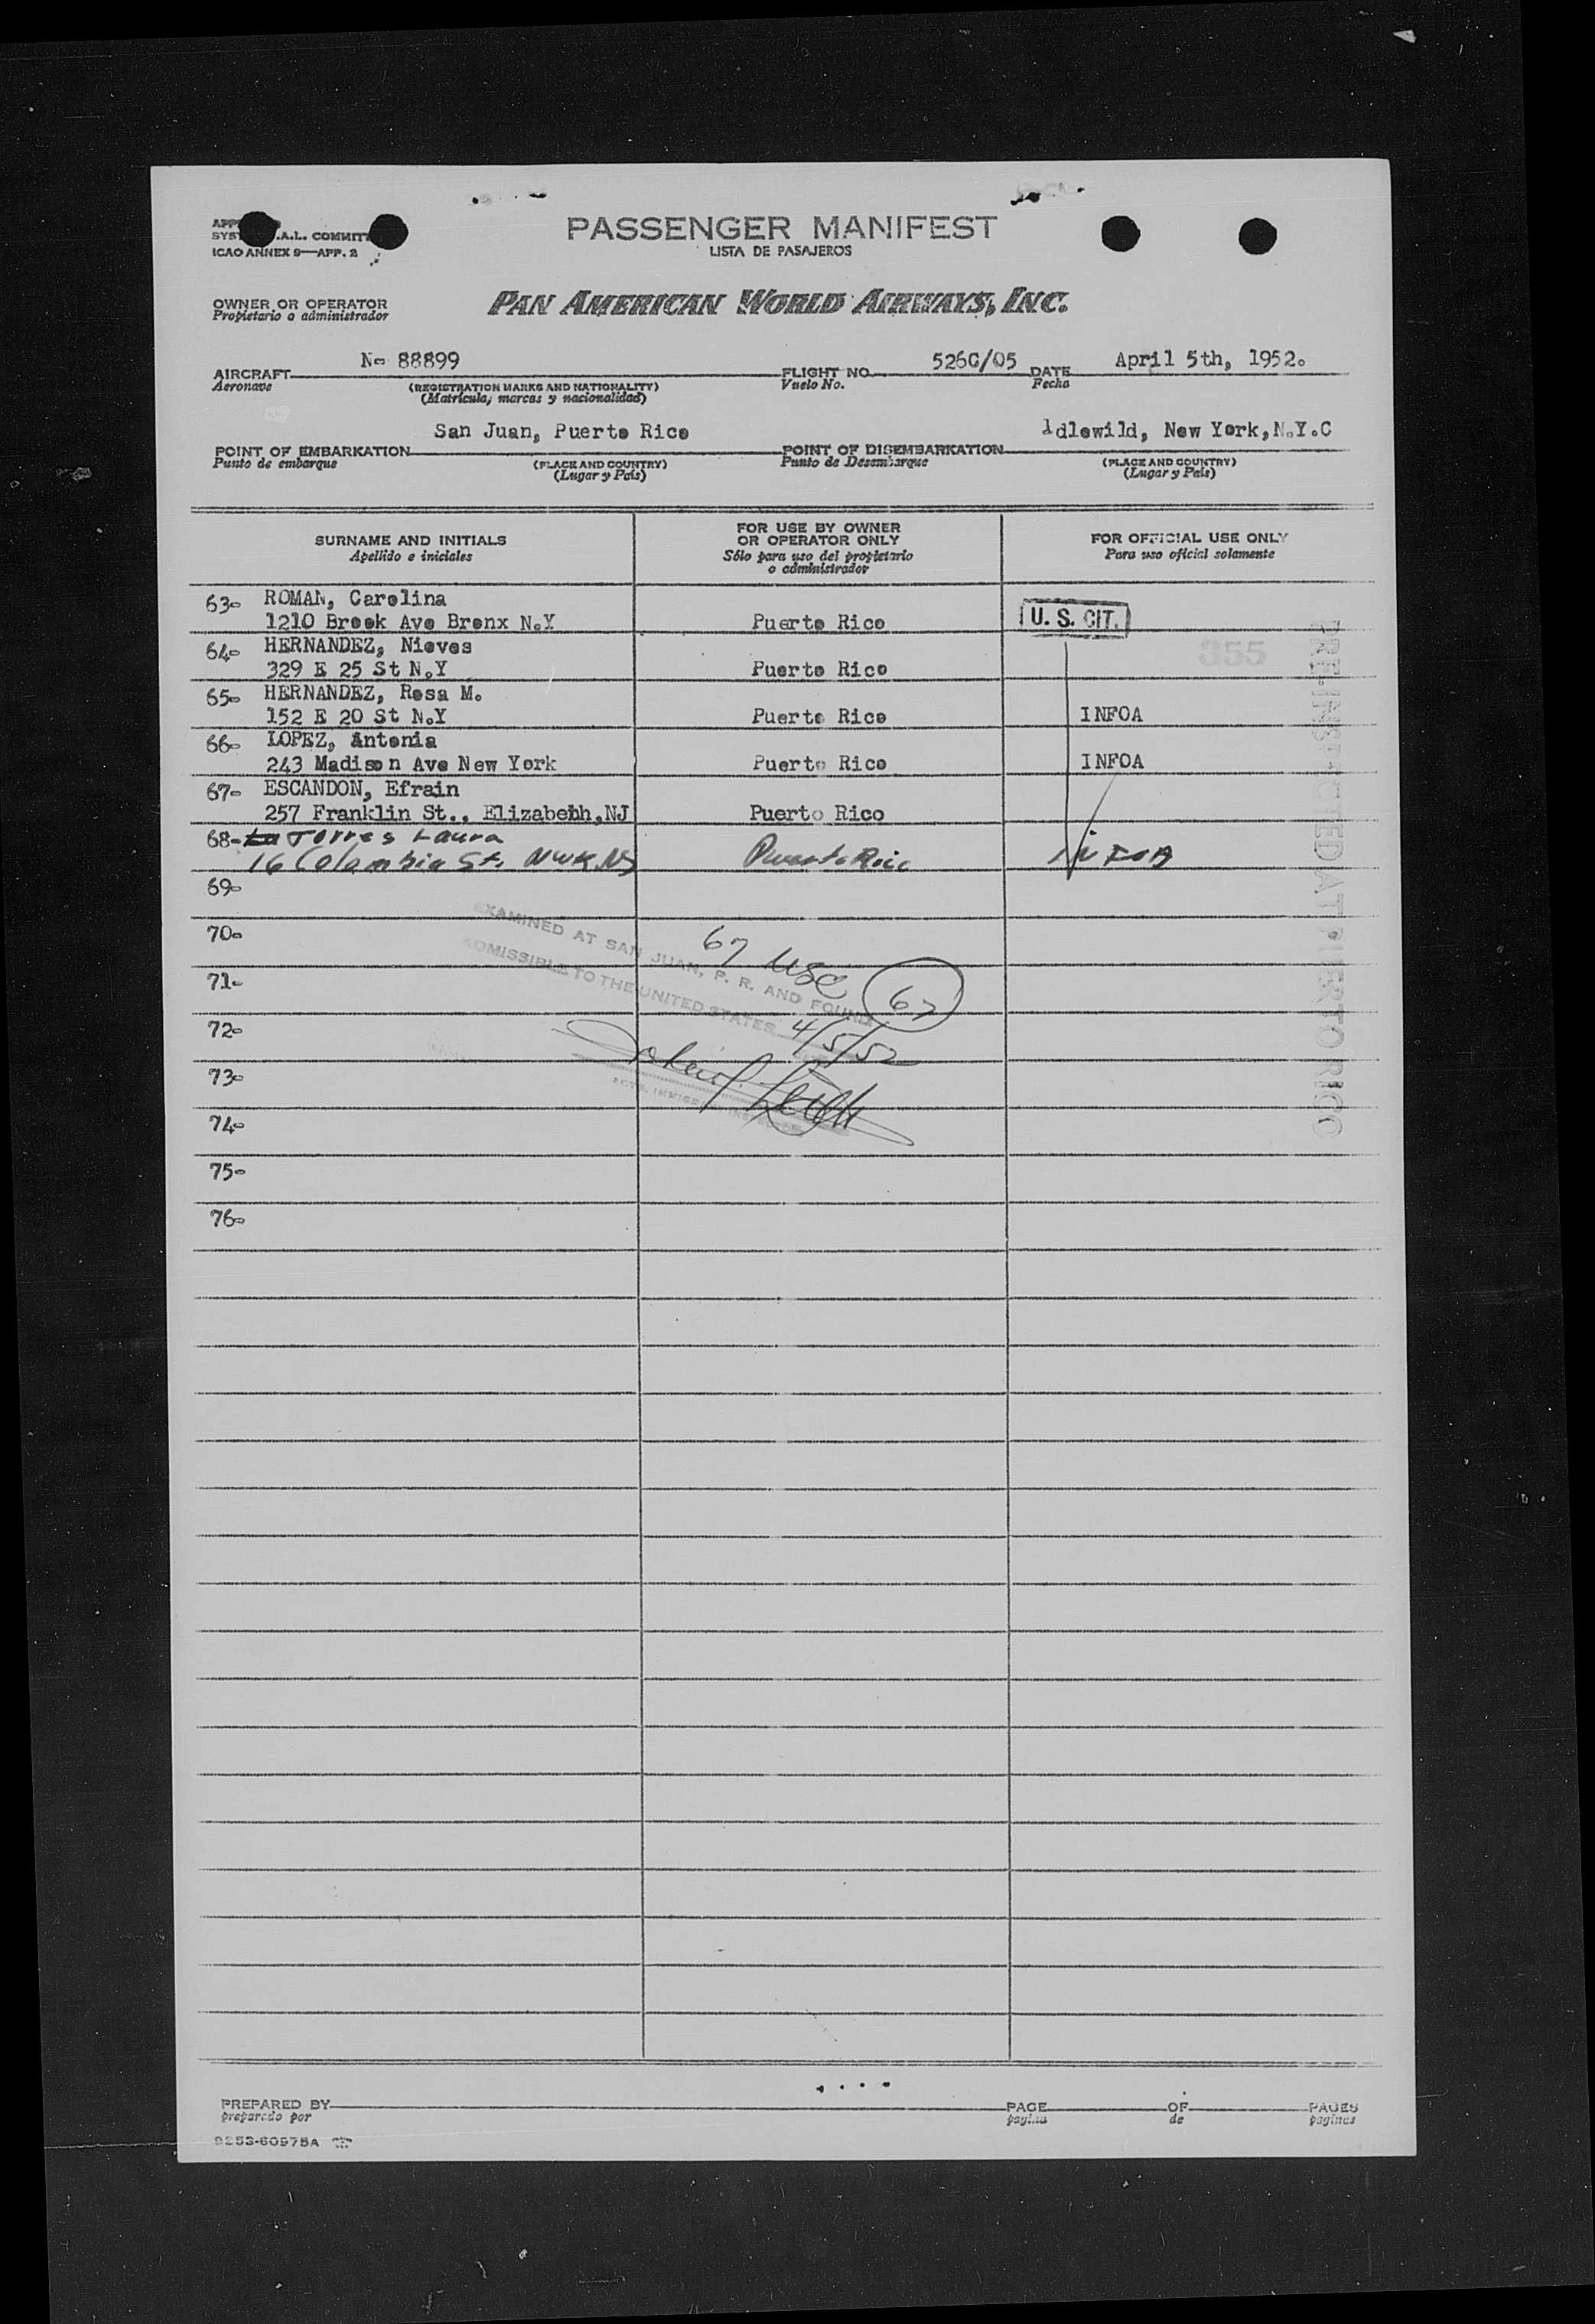 PASSENGER MANIFEST
LISTA DE PASAJEROS
A.L. COMMITT
ICAO ANNEX 9—APP. 2
OWNER OR OPERATOR
Propietario o administrador
PAN AMERICAN WORLD AIRWAYS, INC.
AIRCRAFT N- 88899 FLIGHT NO. 526C/05 DATE April 5th, 1952.
Aeronave (REGISTRATION MARKS AND NATIONALITY) Vuelo No. Fecha
(Matrícula, marcas y nacionalidad)
POINT OF EMBARKATION San Juan, Puerto Rico POINT OF DISEMBARKATION Idlewild, New York, N.Y.C
Punto de embarque (PLACE AND COUNTRY) Punto de Desembarque (PLACE AND COUNTRY)
(Lugar y País) (Lugar y País)
SURNAME AND INITIALS
Apellido e iniciales
FOR USE BY OWNER
OR OPERATOR ONLY
Sólo para uso del propietario
o administrador
FOR OFFICIAL USE ONLY
Para uso oficial solamente
63- ROMAN, Carolina
1210 Brook Ave Bronx N.Y Puerto Rico U. S. CIT.
64- HERNANDEZ, Nieves 355
329 E 25 St N.Y Puerto Rico
65- HERNANDEZ, Rosa M.
152 E 20 St N.Y Puerto Rico INFOA
66- LOPEZ, Antonia
243 Madison Ave New York Puerto Rico INFOA
67- ESCANDON, Efrain
257 Franklin St., Elizabehh,NJ Puerto Rico
68- La Torres Laura
16 Colombia St. NWK NJ Puerto Rico INFOA
69-
70-
71-
72-
73-
74-
75-
76-
67 USC 67
EXAMINED AT SAN JUAN, P. R. AND FOUND
ADMISSIBLE TO THE UNITED STATES
4/5/52
PRE-INSPECTED AT PUERTO RICO
PREPARED BY PAGE OF PAGES
preparado por página de páginas
9253-60975A